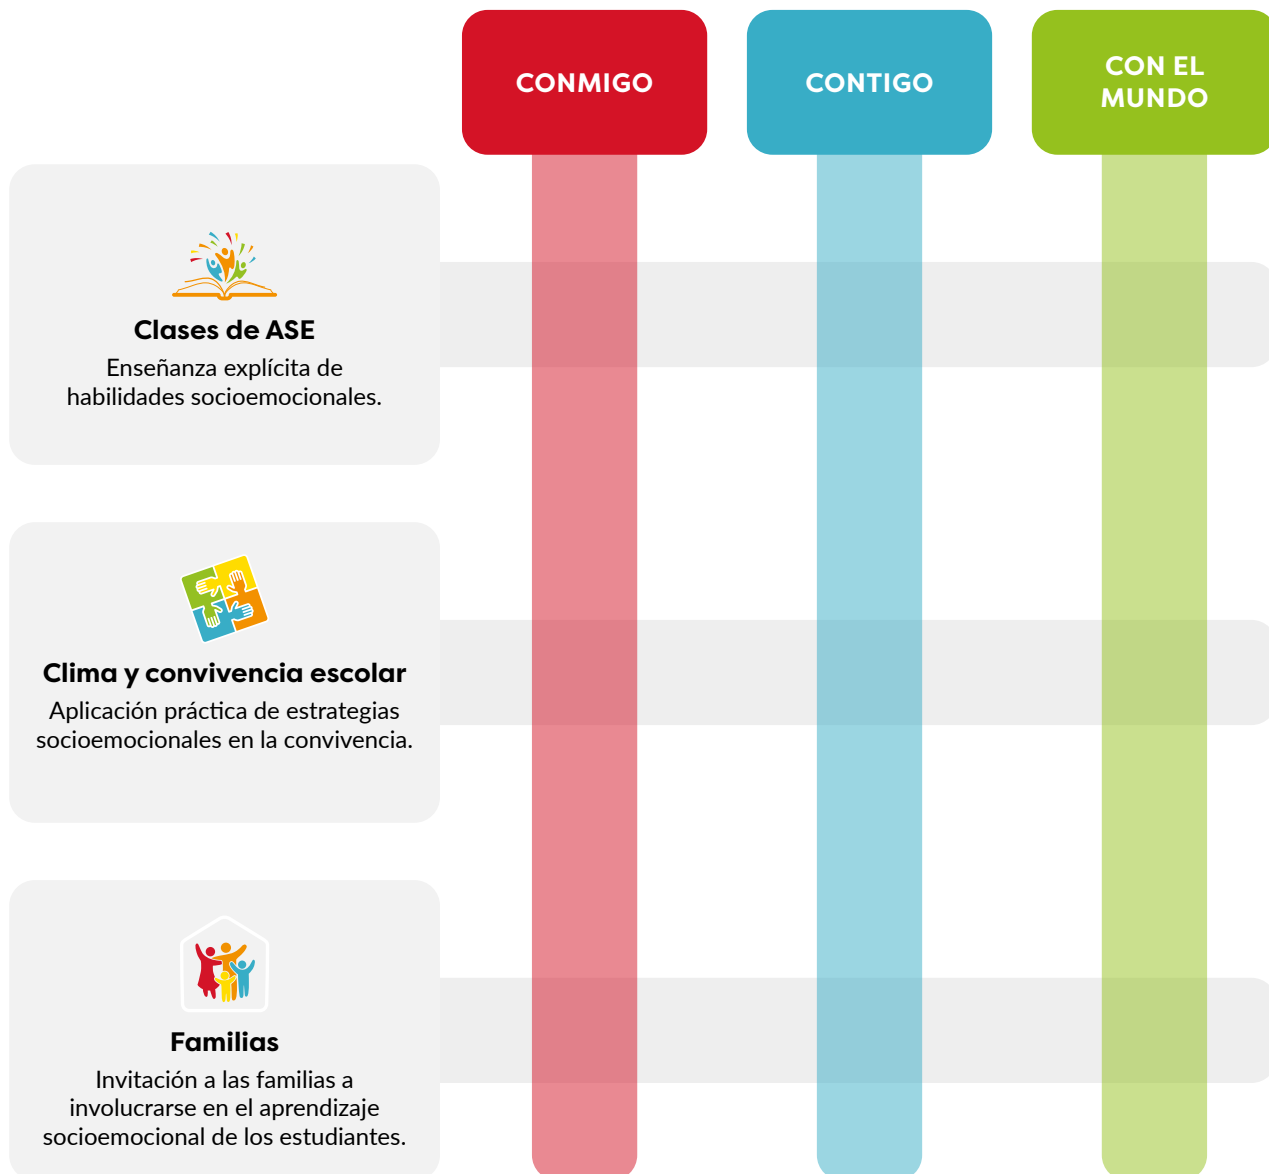 CONMIGO
CONTIGO
CON EL
MUNDO
Clases de ASE
Enseñanza explícita de
habilidades socioemocionales.
Clima y convivencia escolar
Aplicación práctica de estrategias
socioemocionales en la convivencia.
Familias
Invitación a las familias a
involucrarse en el aprendizaje
socioemocional de los estudiantes.